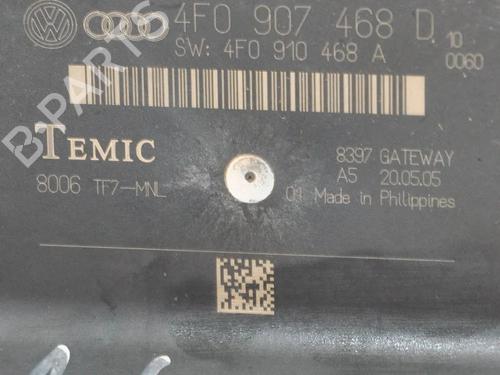 4F0 907 468 D
10
SW: 4F0 910 468 A
0060
B-PARTS
TEMIC
8397 GATEWAY
8006 TF7-MNL
A5 20.05.05
01 Made in Philippines